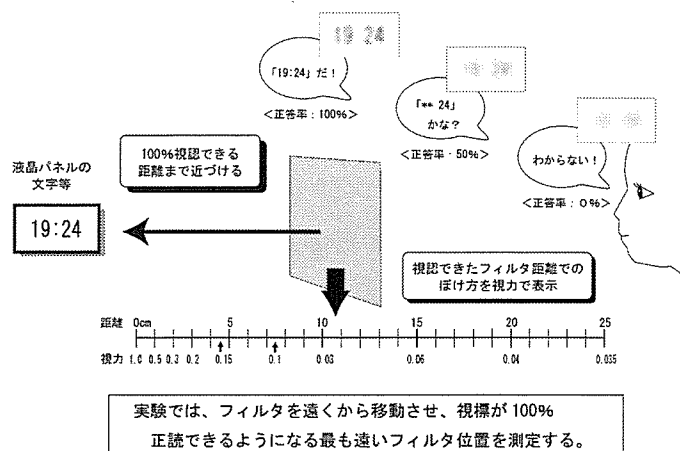 19 24
「19:24」だ！
<正答率：100%>
「** 24」
かな？
<正答率・50%>
わからない！
<正答率：0%>
100%視認できる
距離まで近づける
液晶パネルの
文字等
19:24
視認できたフィルタ距離での
ぼけ方を視力で表示
距離 0cm 5 10 15 20 25
視力 1.0 0.5 0.3 0.2 0.15 0.1 0.06 0.04 0.035
実験では、フィルタを遠くから移動させ、視標が 100%
正読できるようになる最も遠いフィルタ位置を測定する。